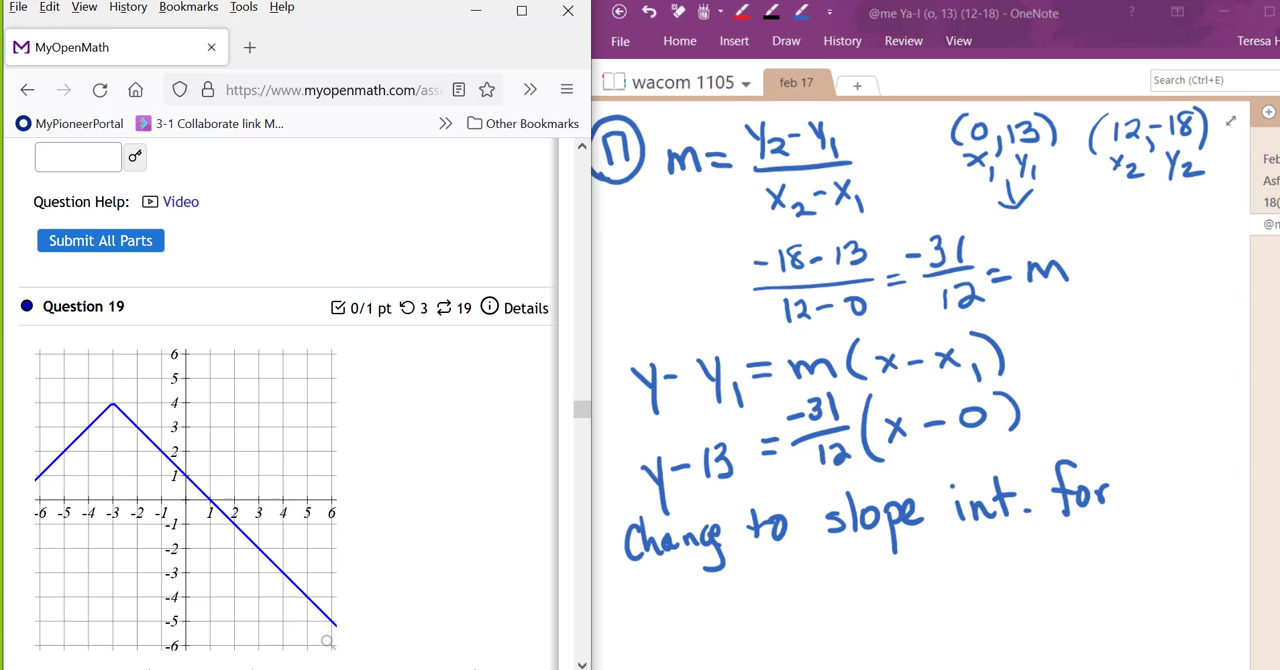 File Edit View History Bookmarks Tools Help
MyOpenMath
https://www.myopenmath.com/ass
MyPioneerPortal 3-1 Collaborate link M... Other Bookmarks
Question Help: Video
Submit All Parts
Question 19 0/1 pt 3 19 Details
6
5
4
3
2
1
-6 -5 -4 -3 -2 -1 1 2 3 4 5 6
-1
-2
-3
-4
-5
-6
@me Ya-l (o, 13) (12-18) - OneNote
File Home Insert Draw History Review View Teresa H
wacom 1105 feb 17 Search (Ctrl+E)
Feb
Asf
18(
@m
17 m = y2 - y1 / x2 - x1 (0, 13) (12, -18)
x1 y1 x2 y2
-18 - 13 / 12 - 0 = -31 / 12 = m
y - y1 = m(x - x1)
y - 13 = -31/12 (x - 0)
Change to slope int. for